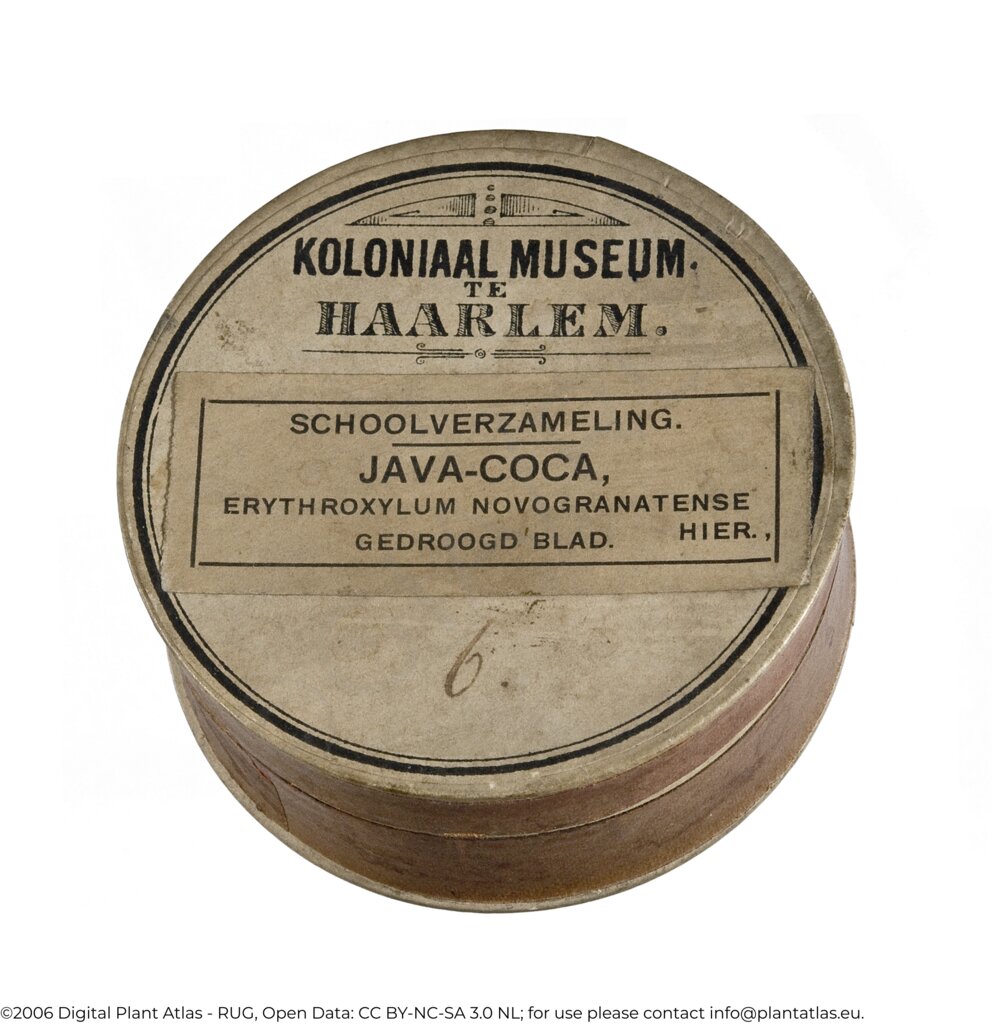 KOLONIAAL MUSEUM.
TE
HAARLEM.
SCHOOLVERZAMELING.
JAVA-COCA,
ERYTHROXYLUM NOVOGRANATENSE
HIER.,
GEDROOGD BLAD.
6.
©2006 Digital Plant Atlas - RUG, Open Data: CC BY-NC-SA 3.0 NL; for use please contact info@plantatlas.eu.